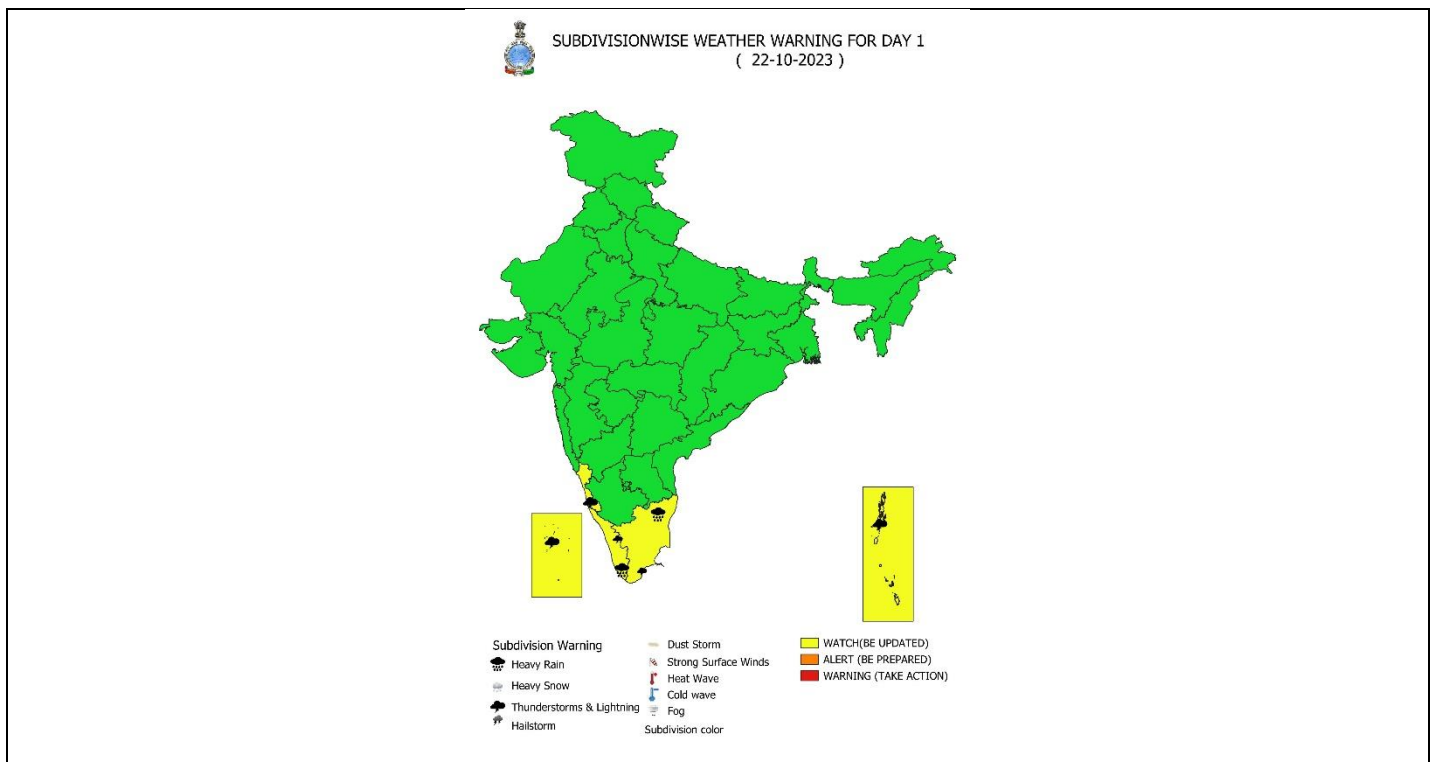 SUBDIVISIONWISE WEATHER WARNING FOR DAY 1
( 22-10-2023 )
Subdivision Warning
Heavy Rain
Heavy Snow
Thunderstorms & Lightning
Hailstorm
Dust Storm
Strong Surface Winds
Heat Wave
Cold wave
Fog
Subdivision color
WATCH(BE UPDATED)
ALERT (BE PREPARED)
WARNING (TAKE ACTION)